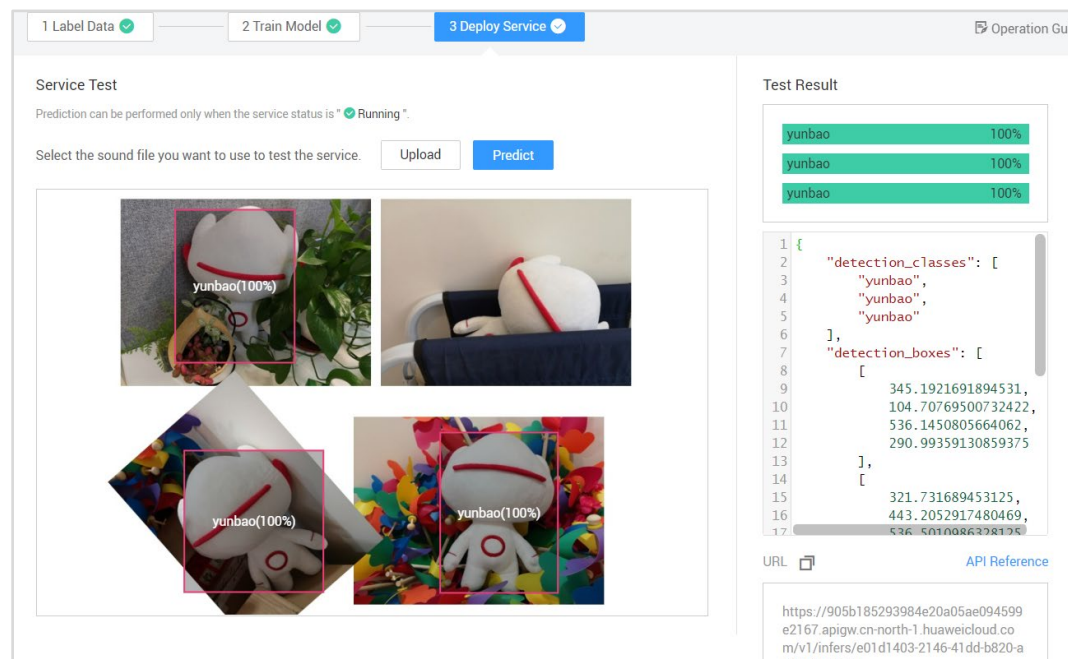 1 Label Data
2 Train Model
3 Deploy Service
Operation Gu
Service Test
Prediction can be performed only when the service status is " Running ".
Select the sound file you want to use to test the service.
Upload
Predict
yunbao(100%)
yunbao(100%)
yunbao(100%)
Test Result
yunbao 100%
yunbao 100%
yunbao 100%
1 {
2 "detection_classes": [
3 "yunbao",
4 "yunbao",
5 "yunbao"
6 ],
7 "detection_boxes": [
8 [
9 345.1921691894531,
10 104.70769500732422,
11 536.1450805664062,
12 290.99359130859375
13 ],
14 [
15 321.731689453125,
16 443.2052917480469,
17 536.5010986328125
URL
API Reference
https://905b185293984e20a05ae094599
e2167.apigw.cn-north-1.huaweicloud.co
m/v1/infers/e01d1403-2146-41dd-b820-a